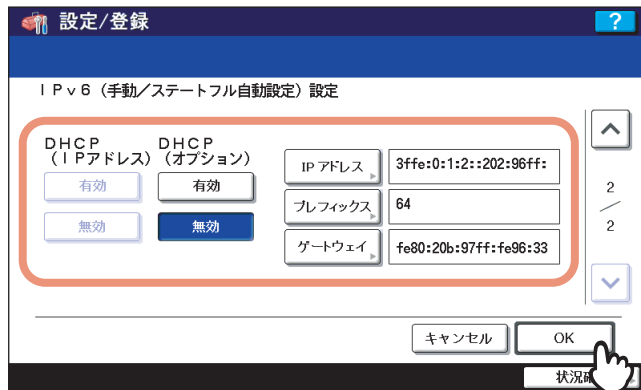 設定/登録
?
IPv6(手動/ステートフル自動設定)設定
DHCP DHCP
(IPアドレス) (オプション)
有効 有効
無効 無効
IPアドレス 3ffe:0:1:2::202:96ff:
プレフィックス 64
ゲートウェイ fe80:20b:97ff:fe96:33
2
/
2
キャンセル OK
状況